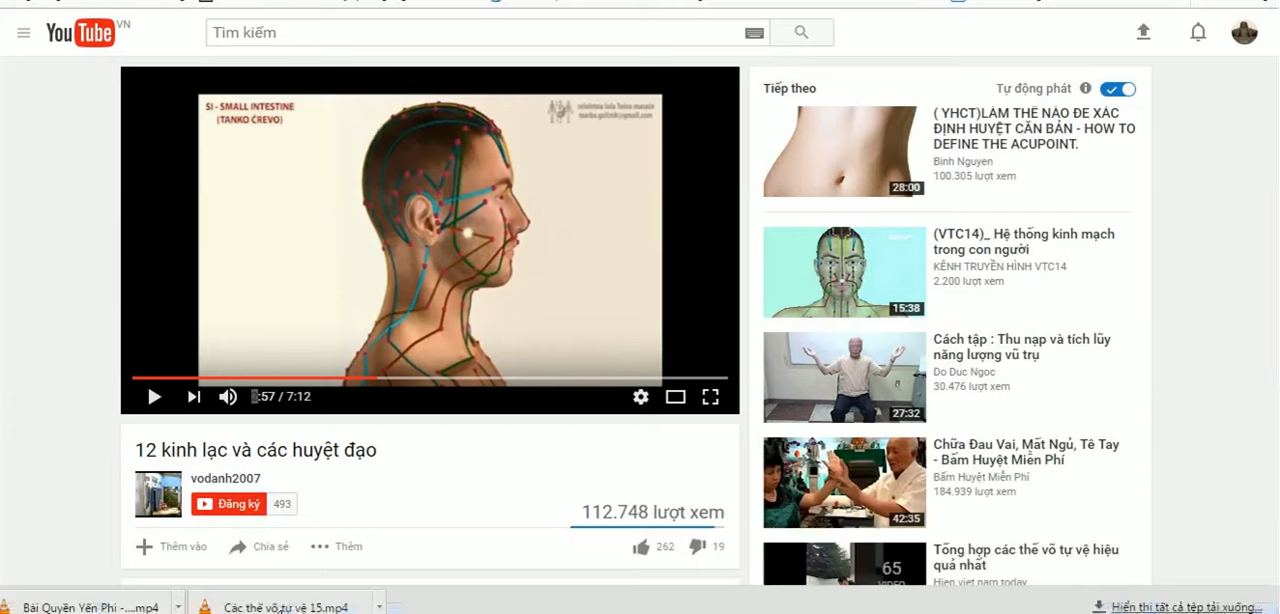 YouTube VN
Tìm kiếm
SI - SMALL INTESTINE
(TANKO ČREVO)
:57 / 7:12
12 kinh lạc và các huyệt đạo
vodanh2007
Đăng ký 493
112.748 lượt xem
Thêm vào Chia sẻ Thêm
262 19
Tiếp theo Tự động phát
( YHCT)LÀM THẾ NÀO ĐE XÁC
ĐỊNH HUYỆT CĂN BẢN - HOW TO
DEFINE THE ACUPOINT.
Binh Nguyen
100.305 lượt xem
28:00
(VTC14)_ Hệ thống kinh mạch
trong con người
KÊNH TRUYỀN HÌNH VTC14
2.200 lượt xem
15:38
Cách tập : Thu nạp và tích lũy
năng lượng vũ trụ
Do Duc Ngoc
30.476 lượt xem
27:32
Chữa Đau Vai, Mất Ngủ, Tê Tay
- Bấm Huyệt Miễn Phí
Bấm Huyệt Miễn Phí
184.939 lượt xem
42:35
Tổng hợp các thế võ tự vệ hiệu
quả nhất
Hien viet nam today
65
VIDEO
Bài Quyền Yến Phi -....mp4
Các thế võ tự vệ 15.mp4
Hiển thị tất cả tệp tải xuống...